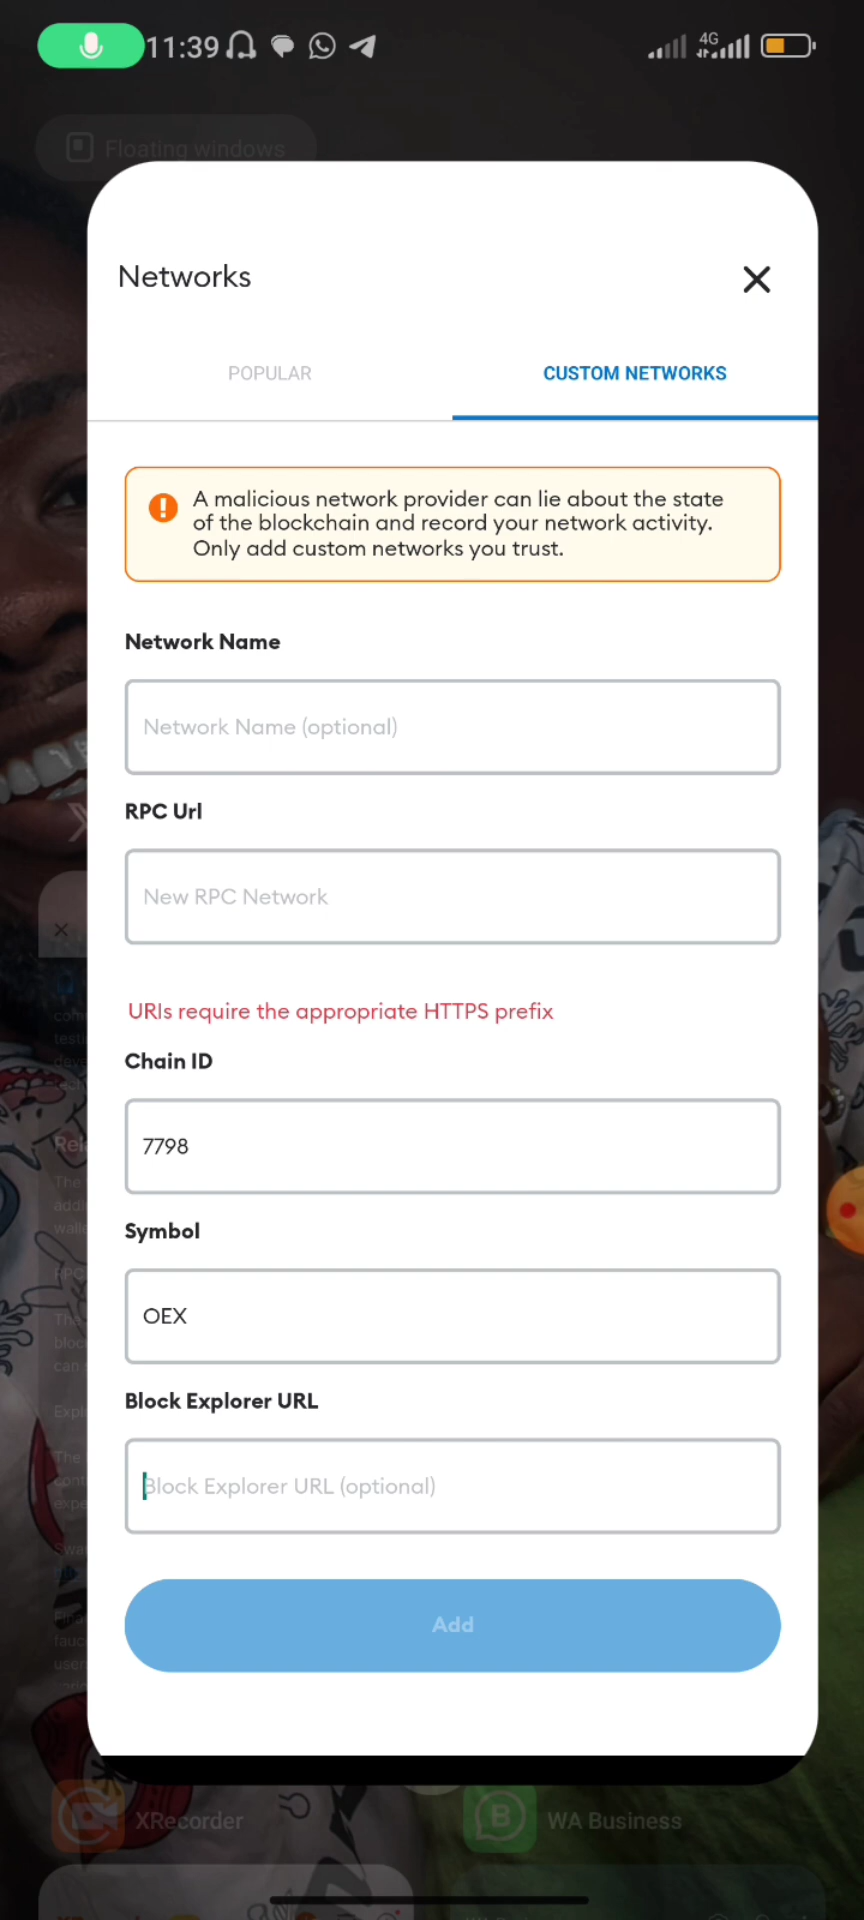 11:39
4G
Floating windows
Networks
POPULAR
CUSTOM NETWORKS
A malicious network provider can lie about the state
of the blockchain and record your network activity.
Only add custom networks you trust.
Network Name
Network Name (optional)
RPC Url
New RPC Network
URIs require the appropriate HTTPS prefix
Chain ID
7798
Symbol
OEX
Block Explorer URL
Block Explorer URL (optional)
Add
XRecorder
WA Business